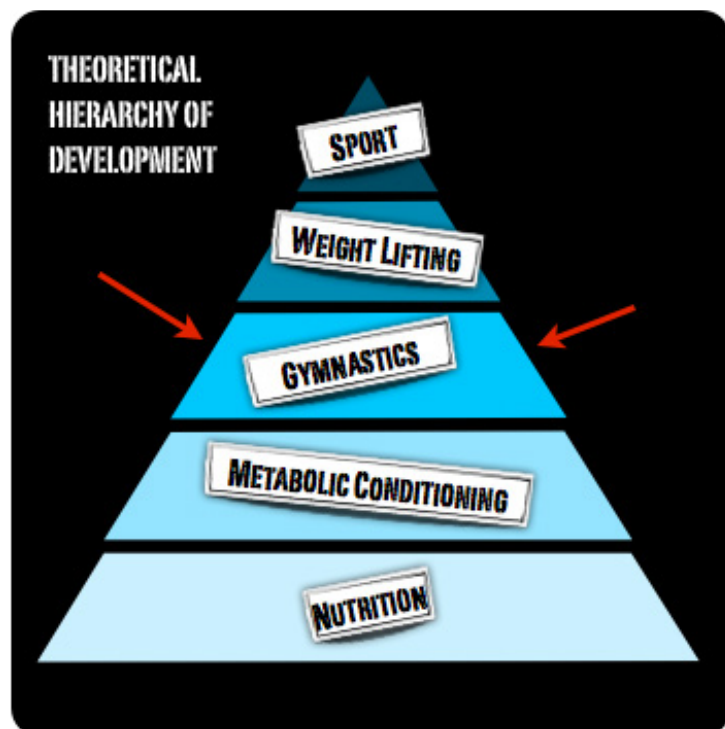 THEORETICAL
HIERARCHY OF
DEVELOPMENT
SPORT
WEIGHT LIFTING
GYMNASTICS
METABOLIC CONDITIONING
NUTRITION